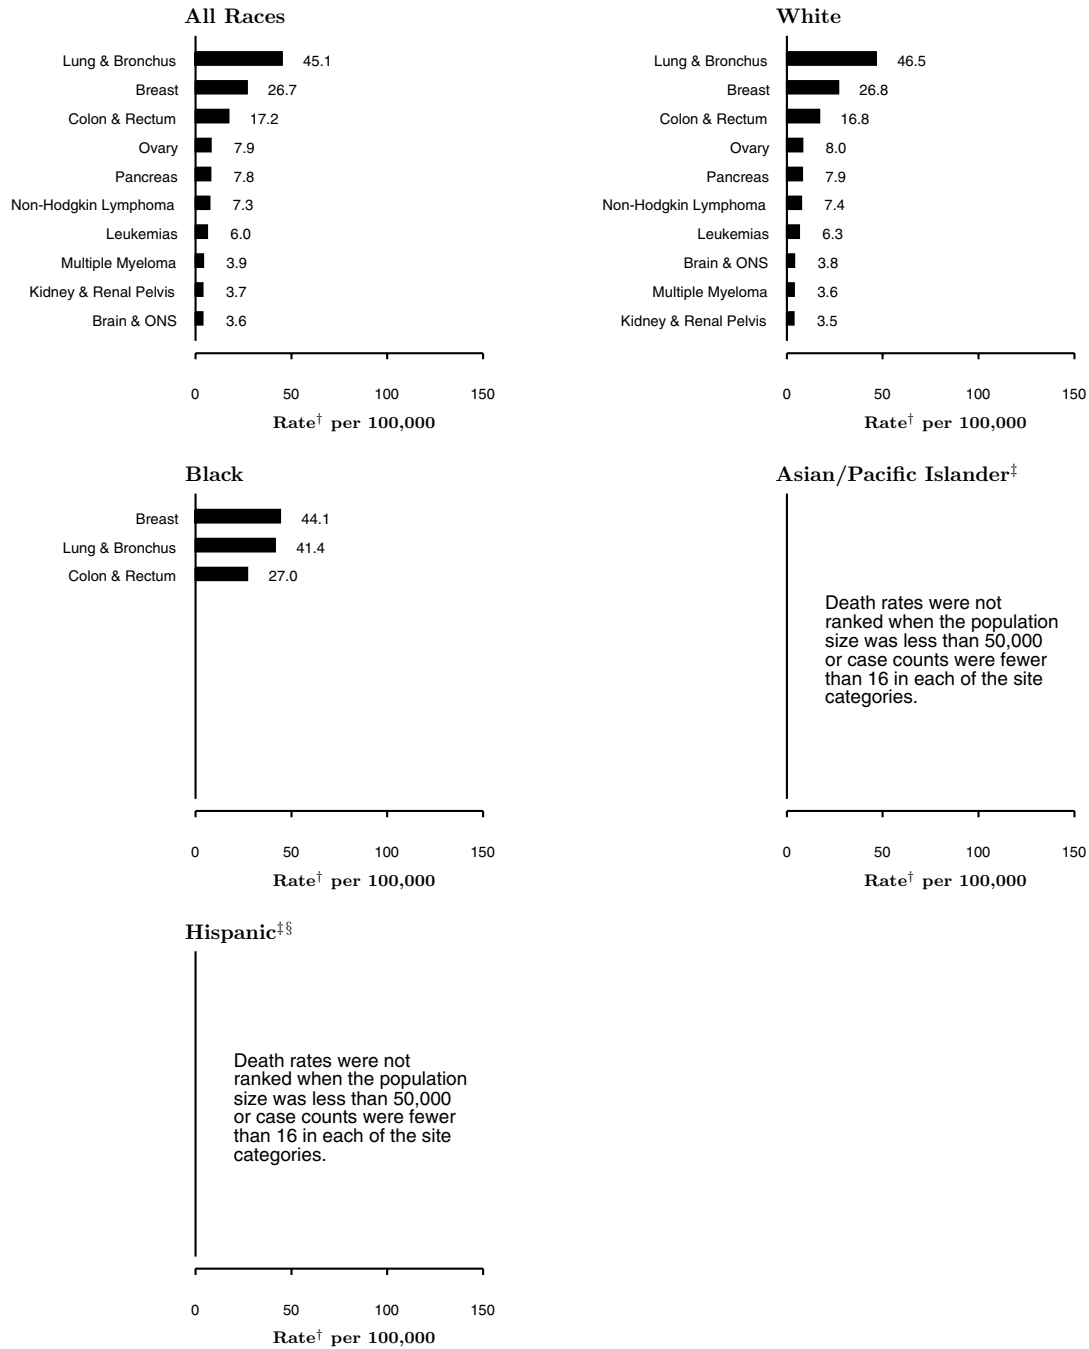 All Races
Lung & Bronchus 45.1
Breast 26.7
Colon & Rectum 17.2
Ovary 7.9
Pancreas 7.8
Non-Hodgkin Lymphoma 7.3
Leukemias 6.0
Multiple Myeloma 3.9
Kidney & Renal Pelvis 3.7
Brain & ONS 3.6
0 50 100 150
Rate† per 100,000
White
Lung & Bronchus 46.5
Breast 26.8
Colon & Rectum 16.8
Ovary 8.0
Pancreas 7.9
Non-Hodgkin Lymphoma 7.4
Leukemias 6.3
Brain & ONS 3.8
Multiple Myeloma 3.6
Kidney & Renal Pelvis 3.5
0 50 100 150
Rate† per 100,000
Black
Breast 44.1
Lung & Bronchus 41.4
Colon & Rectum 27.0
0 50 100 150
Rate† per 100,000
Asian/Pacific Islander‡
Death rates were not
ranked when the population
size was less than 50,000
or case counts were fewer
than 16 in each of the site
categories.
0 50 100 150
Rate† per 100,000
Hispanic‡§
Death rates were not
ranked when the population
size was less than 50,000
or case counts were fewer
than 16 in each of the site
categories.
0 50 100 150
Rate† per 100,000